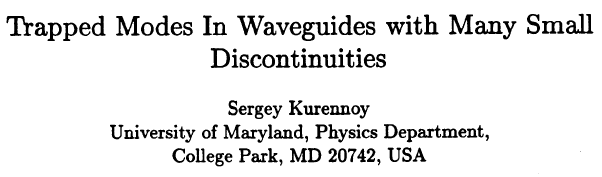 Trapped Modes In Waveguides with Many Small
Discontinuities
Sergey Kurennoy
University of Maryland, Physics Department,
College Park, MD 20742, USA